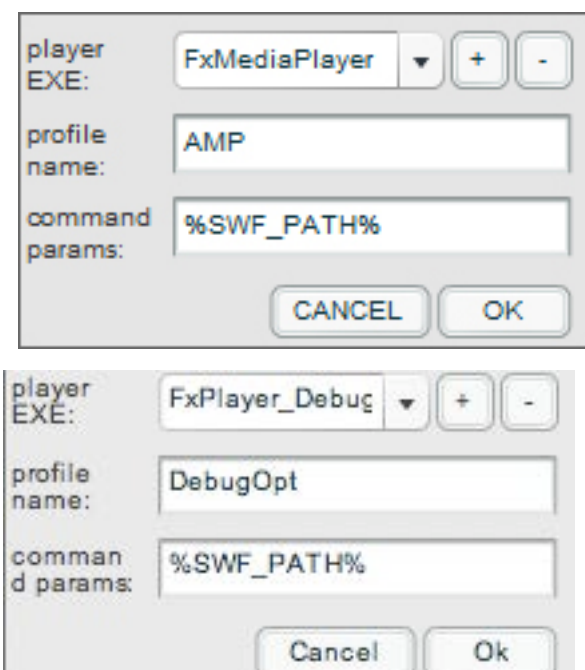 player
EXE:
FxMediaPlayer
+
-
profile
name:
AMP
command
params:
%SWF_PATH%
CANCEL
OK
player
EXE:
FxPlayer_Debug
+
-
profile
name:
DebugOpt
comman
d params:
%SWF_PATH%
Cancel
Ok